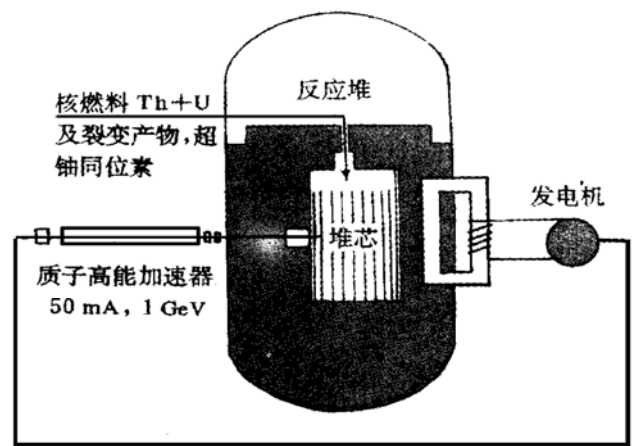 反应堆
核燃料 Th+U
及裂变产物,超
铀同位素
堆芯
发电机
质子高能加速器
50 mA, 1 GeV